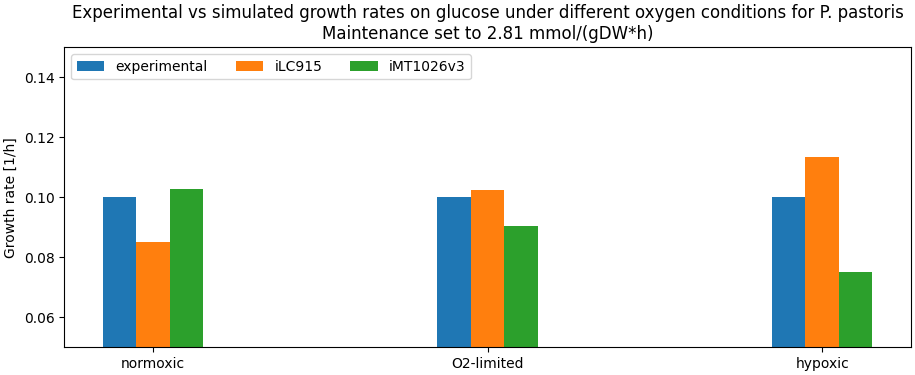 Experimental vs simulated growth rates on glucose under different oxygen conditions for P. pastoris
Maintenance set to 2.81 mmol/(gDW*h)
experimental
iLC915
iMT1026v3
Growth rate [1/h]
0.14
0.12
0.10
0.08
0.06
normoxic
O2-limited
hypoxic